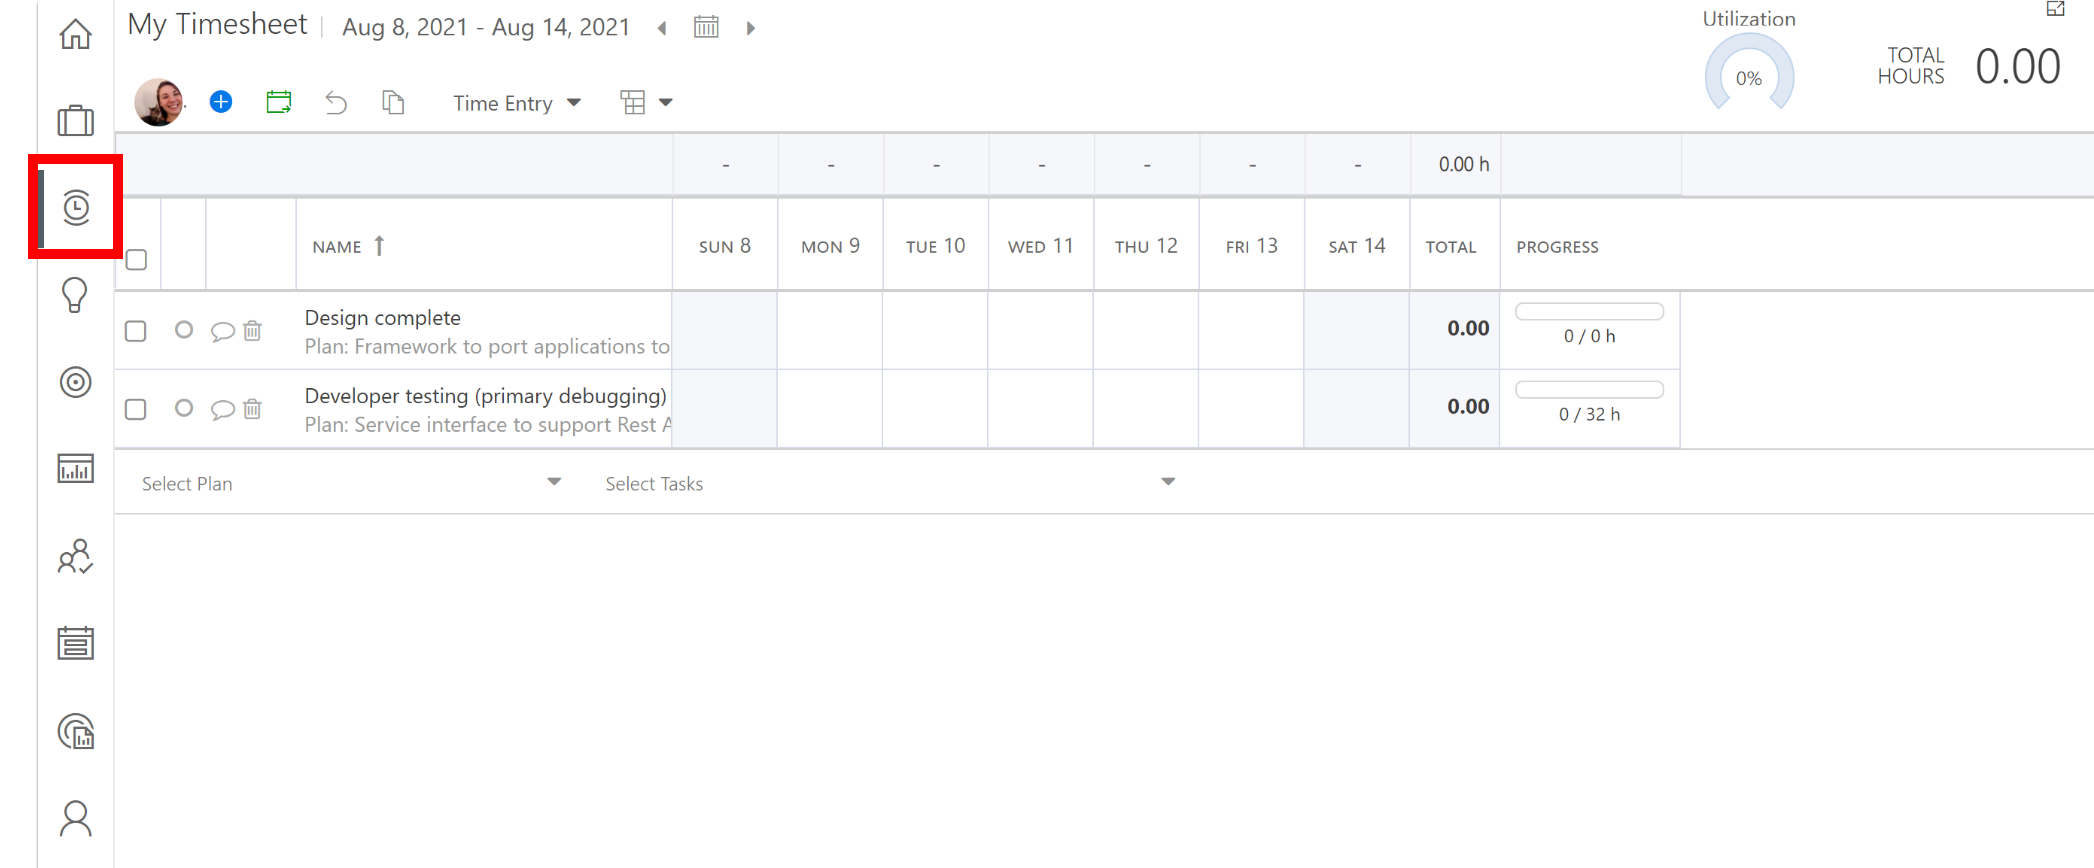 My Timesheet
Aug 8, 2021 - Aug 14, 2021
Utilization
0%
TOTAL HOURS 0.00
Time Entry
- - - - - - - 0.00 h
NAME SUN 8 MON 9 TUE 10 WED 11 THU 12 FRI 13 SAT 14 TOTAL PROGRESS
Design complete
Plan: Framework to port applications to
0.00
0 / 0 h
Developer testing (primary debugging)
Plan: Service interface to support Rest A
0.00
0 / 32 h
Select Plan
Select Tasks